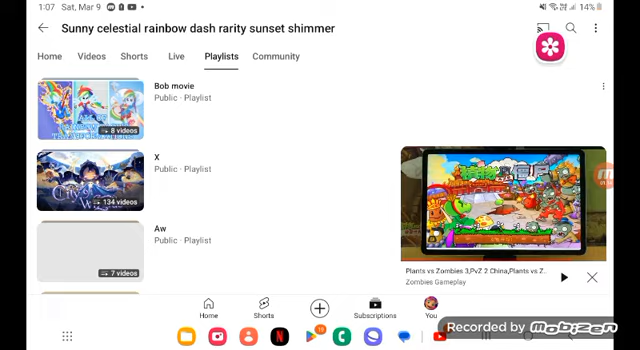 1:07 Sat, Mar 9
14%
Sunny celestial rainbow dash rarity sunset shimmer
Home Videos Shorts Live Playlists Community
Bob movie
Public · Playlist
8 videos
X
Public · Playlist
134 videos
Aw
Public · Playlist
7 videos
Plants vs Zombies 3,PvZ 2 China,Plants vs Z..
Zombies Gameplay
Home Shorts Subscriptions You
Recorded by Mobizen